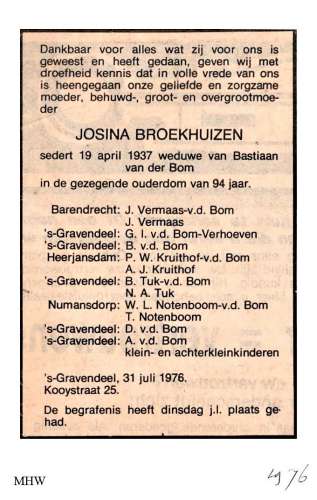 Dankbaar voor alles wat zij voor ons is
geweest en heeft gedaan, geven wij met
droefheid kennis dat in volle vrede van ons
is heengegaan onze geliefde en zorgzame
moeder, behuwd-, groot- en overgrootmoe-
der
JOSINA BROEKHUIZEN
sedert 19 april 1937 weduwe van Bastiaan
van der Bom
in de gezegende ouderdom van 94 jaar.
Barendrecht: J. Vermaas-v.d. Bom
J. Vermaas
's-Gravendeel: G. I. v.d. Bom-Verhoeven
's-Gravendeel: B. v.d. Bom
Heerjansdam: P. W. Kruithof-v.d. Bom
A. J. Kruithof
's-Gravendeel: B. Tuk-v.d. Bom
N. A. Tuk
Numansdorp: W. L. Notenboom-v.d. Bom
T. Notenboom
's-Gravendeel: D. v.d. Bom
's-Gravendeel: A. v.d. Bom
klein- en achterkleinkinderen
's-Gravendeel, 31 juli 1976.
Kooystraat 25.
De begrafenis heeft dinsdag j.l. plaats ge-
had.
MHW
1976